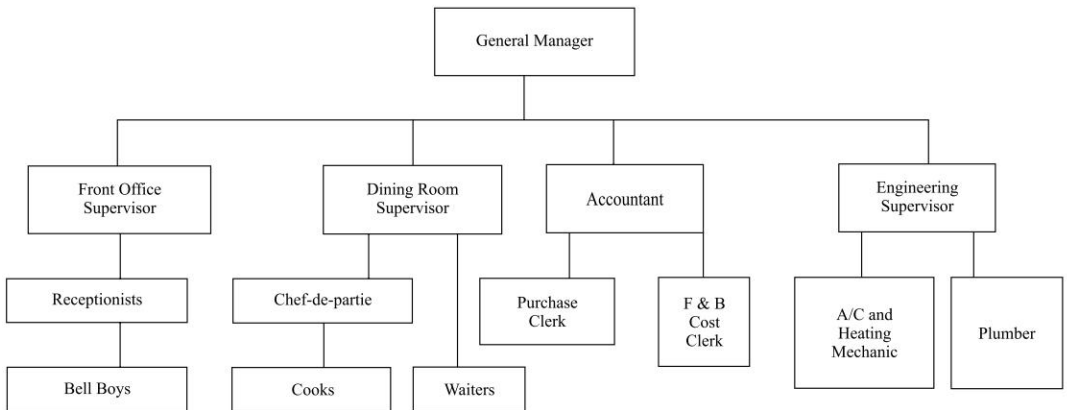 General Manager
Front Office
Supervisor
Dining Room
Supervisor
Accountant
Engineering
Supervisor
Receptionists
Chef-de-partie
Purchase
Clerk
F & B
Cost
Clerk
A/C and
Heating
Mechanic
Plumber
Bell Boys
Cooks
Waiters